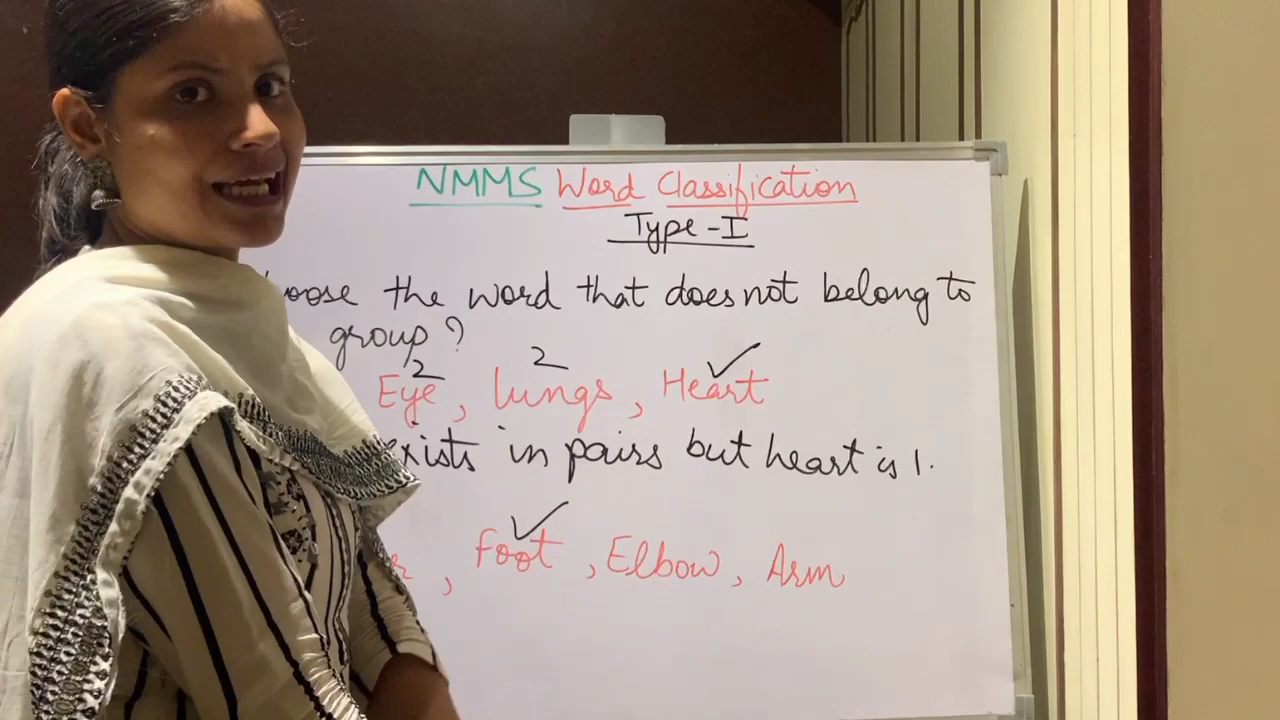 NMMS Word Classification
Type-I
oose the word that does not belong to
group?
2 2 ✓
Eye, lungs, Heart
exists in pairs but heart is 1.
✓
, Foot, Elbow, Arm